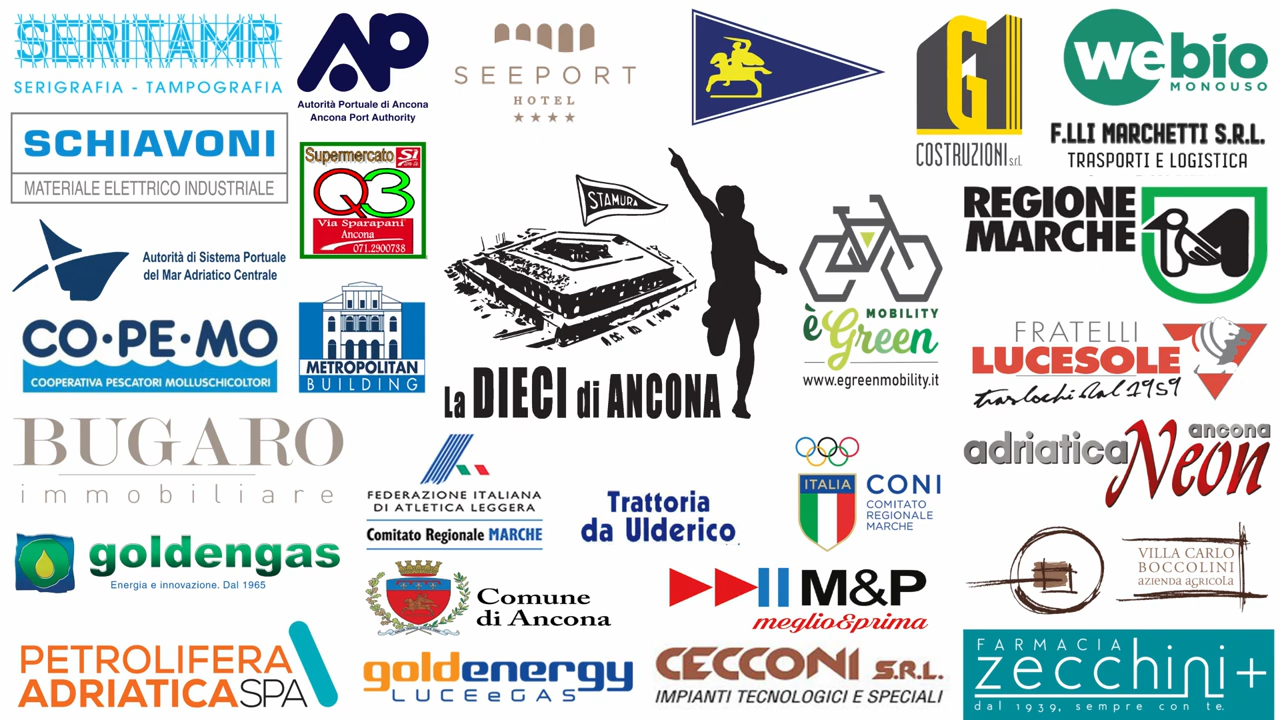 SERITAMP
SERIGRAFIA - TAMPOGRAFIA
AP
Autorità Portuale di Ancona
Ancona Port Authority
SEEPORT
HOTEL
G1
COSTRUZIONI s.r.l.
webio
MONOUSO
F.LLI MARCHETTI S.R.L.
TRASPORTI E LOGISTICA
SCHIAVONI
MATERIALE ELETTRICO INDUSTRIALE
Supermercato Si
Q3
Via Sparapani
Ancona
071.2900738
Autorità di Sistema Portuale
del Mar Adriatico Centrale
STAMURA
La DIECI di ANCONA
è MOBILITY
Green
www.egreenmobility.it
REGIONE
MARCHE
CO•PE•MO
COOPERATIVA PESCATORI MOLLUSCHICOLTORI
METROPOLITAN
BUILDING
FRATELLI
LUCESOLE
traslochi dal 1959
BUGARO
immobiliare
FEDERAZIONE ITALIANA
DI ATLETICA LEGGERA
Comitato Regionale MARCHE
Trattoria
da Ulderico
ITALIA
CONI
COMITATO
REGIONALE
MARCHE
adriatica Neon ancona
goldengas
Energia e innovazione. Dal 1965
Comune
di Ancona
M&P
meglio&prima
VILLA CARLO
BOCCOLINI
azienda agricola
PETROLIFERA
ADRIATICA SPA
goldenergy
LUCE e GAS
CECCONI S.R.L.
IMPIANTI TECNOLOGICI E SPECIALI
FARMACIA
zecchini+
dal 1939, sempre con te.